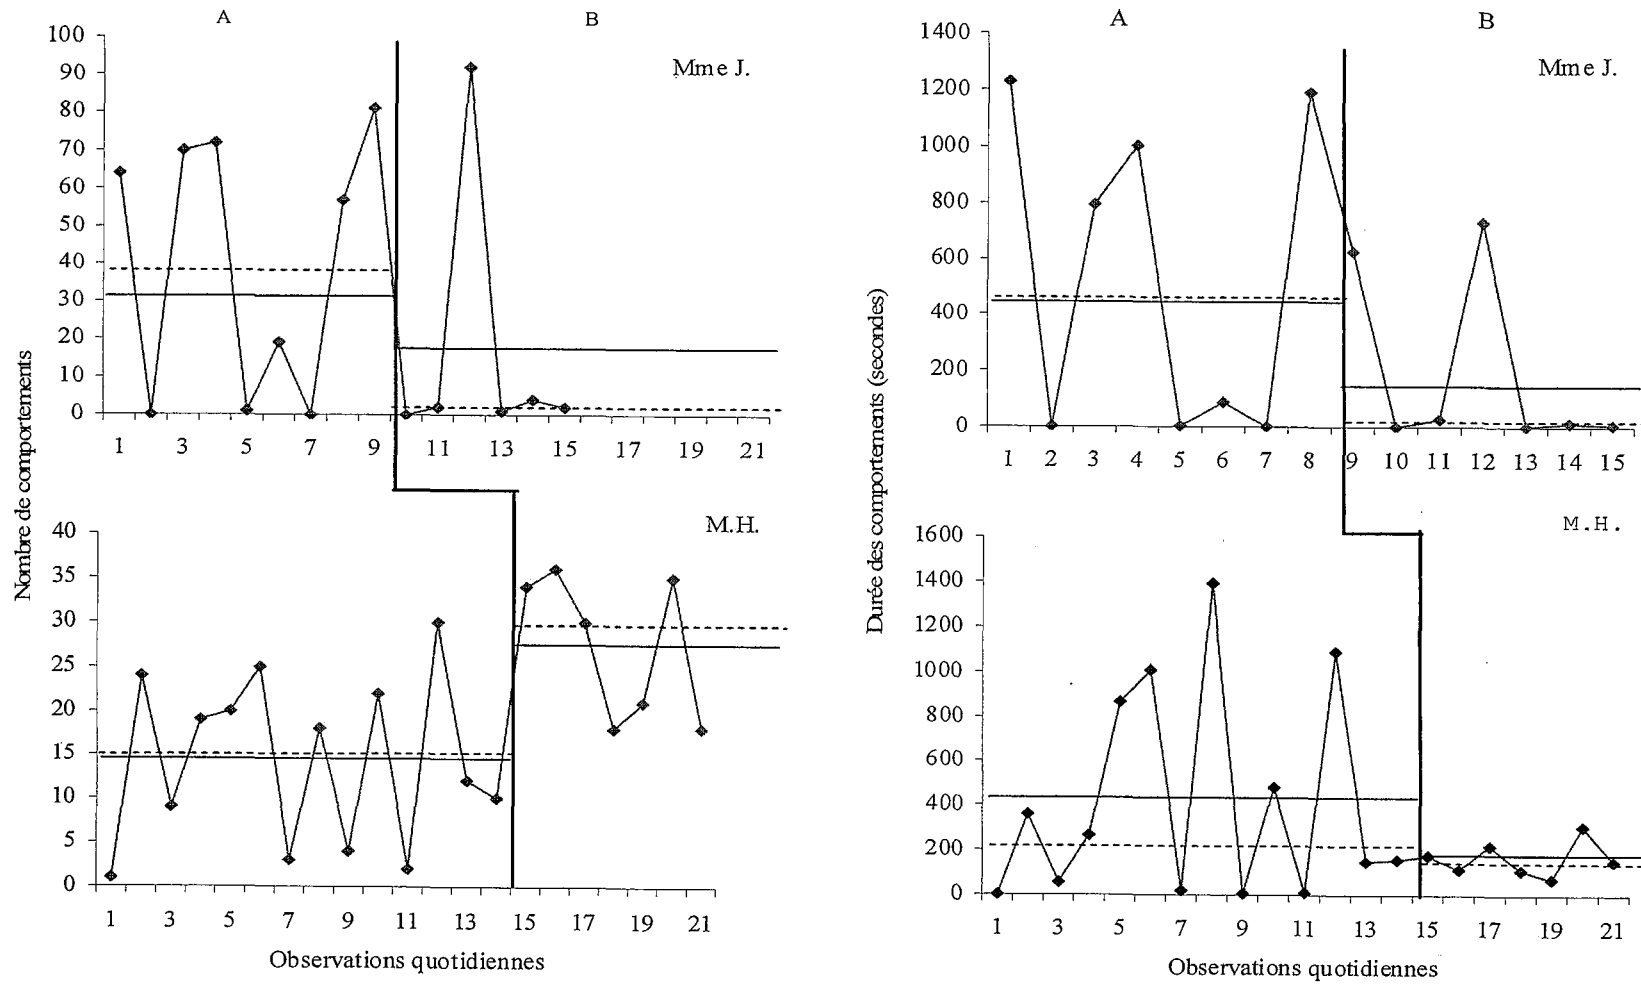 A B
Mme J.
100
90
80
70
60
50
40
30
20
10
0
1 3 5 7 9 11 13 15 17 19 21
Nombre de comportements
M.H.
40
35
30
25
20
15
10
5
0
1 3 5 7 9 11 13 15 17 19 21
Observations quotidiennes
A B
Mme J.
1400
1200
1000
800
600
400
200
0
1 2 3 4 5 6 7 8 9 10 11 12 13 14 15
Durée des comportements (secondes)
M.H.
1600
1400
1200
1000
800
600
400
200
0
1 3 5 7 9 11 13 15 17 19 21
Observations quotidiennes